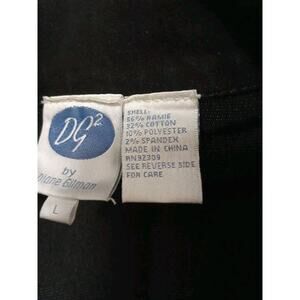 DG2
by
Diane Gilman
L
SHELL:
56% RAMIE
32% COTTON
10% POLYESTER
2% SPANDEX
MADE IN CHINA
RN92309
SEE REVERSE SIDE
FOR CARE